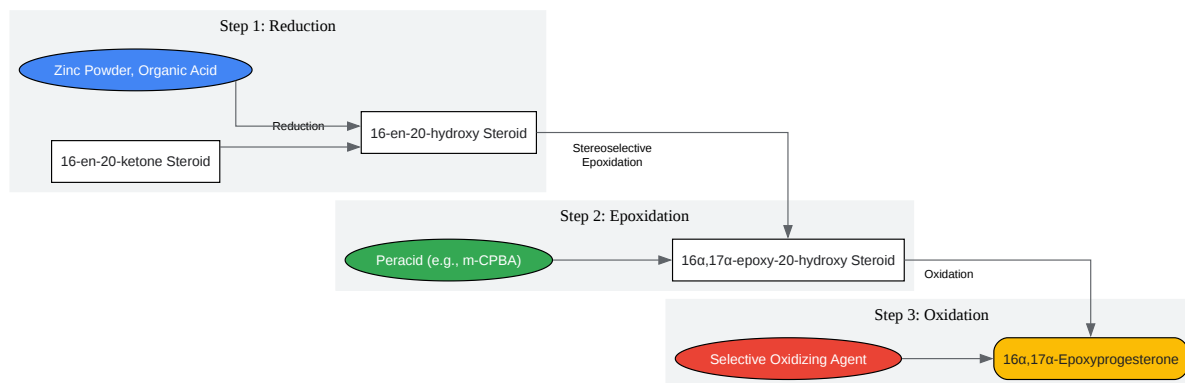 Step 1: Reduction
Zinc Powder, Organic Acid
Reduction
16-en-20-hydroxy Steroid
16-en-20-ketone Steroid
Stereoselective
Epoxidation
Step 2: Epoxidation
Peracid (e.g., m-CPBA)
16α,17α-epoxy-20-hydroxy Steroid
Oxidation
Step 3: Oxidation
Selective Oxidizing Agent
16α,17α-Epoxyprogesterone